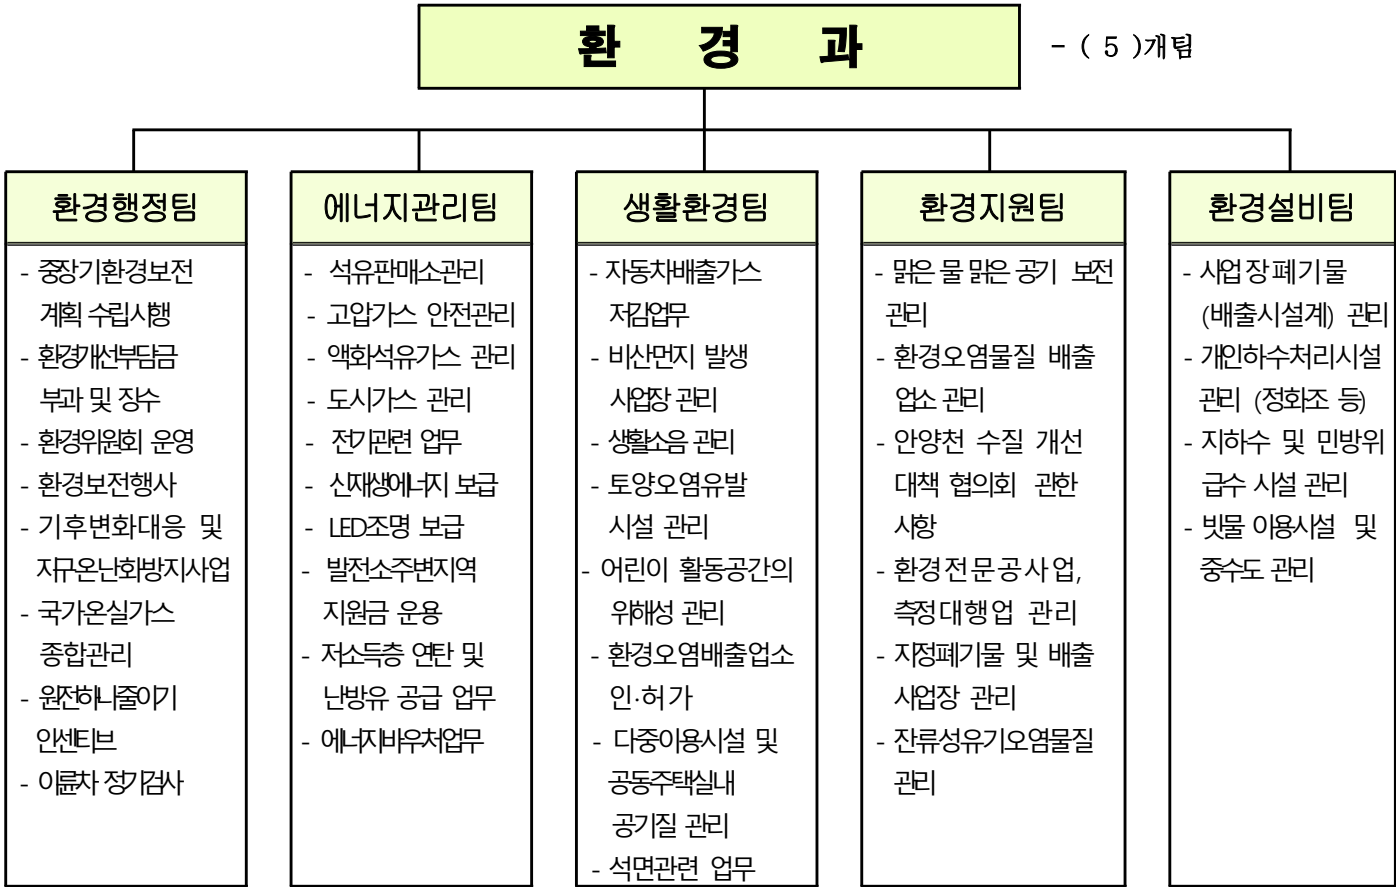 환 경 과
- ( 5 )개팀
환경행정팀
- 중장기환경보전
계획 수립시행
- 환경개선부담금
부과 및 징수
- 환경위원회 운영
- 환경보전행사
- 기후변화대응 및
지구온난화방지사업
- 국가온실가스
종합관리
- 원전하나줄이기
인센티브
- 이륜차 정기검사
에너지관리팀
- 석유판매소관리
- 고압가스 안전관리
- 액화석유가스 관리
- 도시가스 관리
- 전기관련 업무
- 신재생에너지 보급
- LED조명 보급
- 발전소주변지역
지원금 운용
- 저소득층 연탄 및
난방유 공급 업무
- 에너지바우처업무
생활환경팀
- 자동차배출가스
저감업무
- 비산먼지 발생
사업장 관리
- 생활소음 관리
- 토양오염유발
시설 관리
- 어린이 활동공간의
위해성 관리
- 환경오염배출업소
인·허가
- 다중이용시설 및
공동주택실내
공기질 관리
- 석면관련 업무
환경지원팀
- 맑은 물 맑은 공기 보전
관리
- 환경오염물질 배출
업소 관리
- 안양천 수질 개선
대책 협의회 관한
사항
- 환경전문공사업,
측정대행업 관리
- 지정폐기물 및 배출
사업장 관리
- 잔류성유기오염물질
관리
환경설비팀
- 사업장폐기물
(배출시설계) 관리
- 개인하수처리시설
관리 (정화조 등)
- 지하수 및 민방위
급수 시설 관리
- 빗물 이용시설 및
중수도 관리